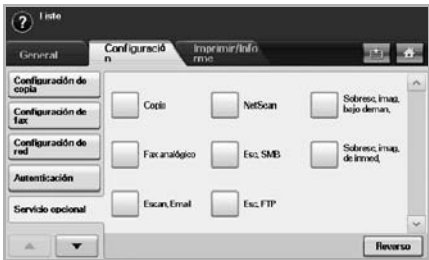 Listo
General
Configuració
n
Imprimir/Info
rme
Configuración de
copia
Configuración de
fax
Configuración de
red
Autenticación
Servicio opcional
Copia
NetScan
Sobresc, imag,
bajo deman,
Fax analógico
Esc, SMB
Sobresc, imag,
de inmed,
Escan, Email
Esc, FTP
Reverso